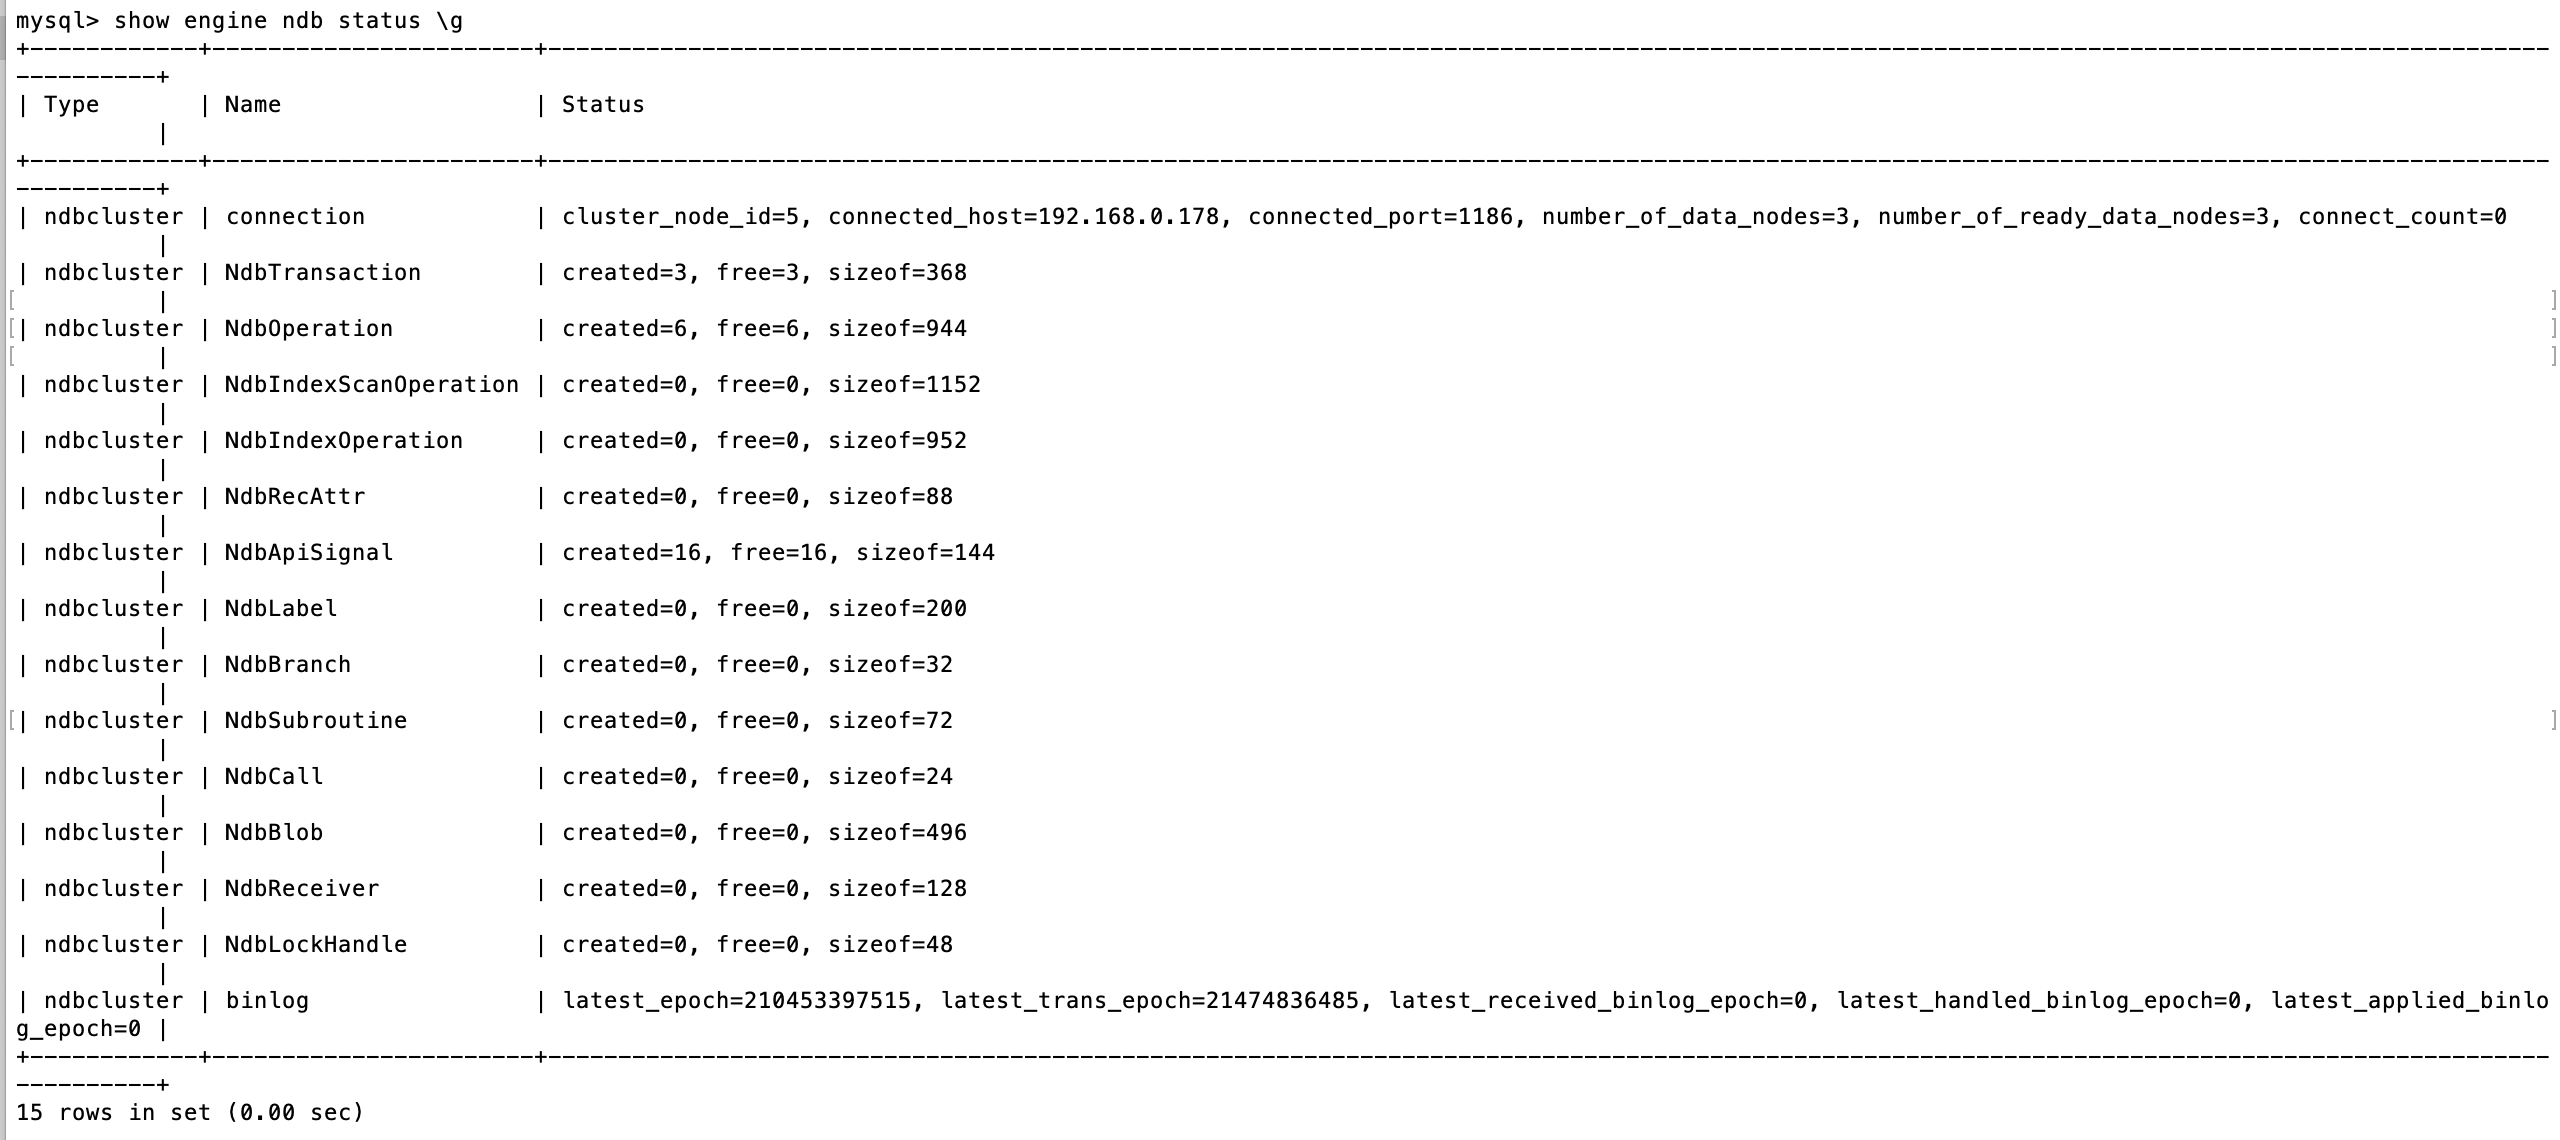 mysql> show engine ndb status \g
+------------+-----------------------+-----------------------------------------------------------------------------------------------------------------------------------------------
----------+
| Type       | Name                  | Status
          |
+------------+-----------------------+-----------------------------------------------------------------------------------------------------------------------------------------------
----------+
| ndbcluster | connection            | cluster_node_id=5, connected_host=192.168.0.178, connected_port=1186, number_of_data_nodes=3, number_of_ready_data_nodes=3, connect_count=0
          |
| ndbcluster | NdbTransaction        | created=3, free=3, sizeof=368
[          | ]
[| ndbcluster | NdbOperation          | created=6, free=6, sizeof=944 ]
[          | ]
| ndbcluster | NdbIndexScanOperation | created=0, free=0, sizeof=1152
          |
| ndbcluster | NdbIndexOperation     | created=0, free=0, sizeof=952
          |
| ndbcluster | NdbRecAttr            | created=0, free=0, sizeof=88
          |
| ndbcluster | NdbApiSignal          | created=16, free=16, sizeof=144
          |
| ndbcluster | NdbLabel              | created=0, free=0, sizeof=200
          |
| ndbcluster | NdbBranch             | created=0, free=0, sizeof=32
          |
[| ndbcluster | NdbSubroutine         | created=0, free=0, sizeof=72 ]
          |
| ndbcluster | NdbCall               | created=0, free=0, sizeof=24
          |
| ndbcluster | NdbBlob               | created=0, free=0, sizeof=496
          |
| ndbcluster | NdbReceiver           | created=0, free=0, sizeof=128
          |
| ndbcluster | NdbLockHandle         | created=0, free=0, sizeof=48
          |
| ndbcluster | binlog                | latest_epoch=210453397515, latest_trans_epoch=21474836485, latest_received_binlog_epoch=0, latest_handled_binlog_epoch=0, latest_applied_binlo
g_epoch=0 |
+------------+-----------------------+-----------------------------------------------------------------------------------------------------------------------------------------------
----------+
15 rows in set (0.00 sec)